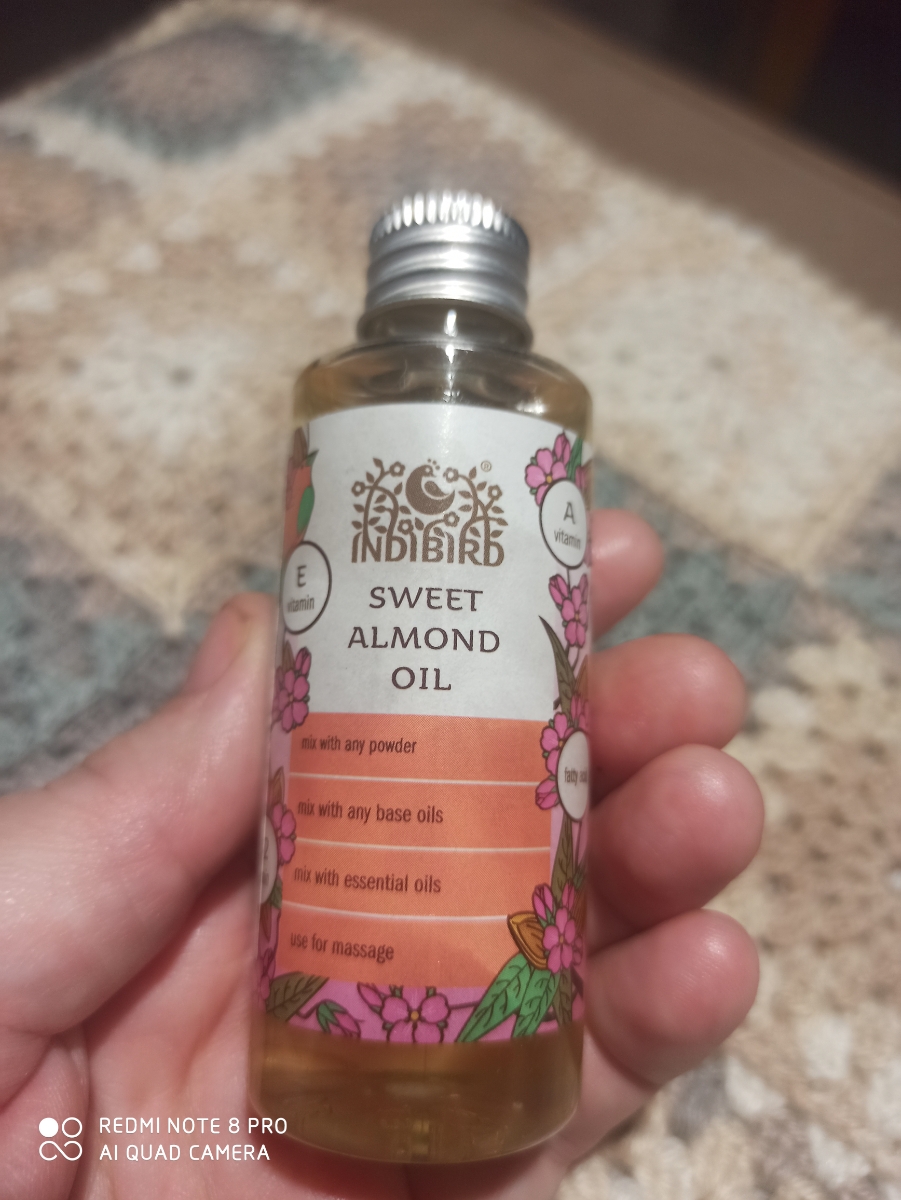 INDIBIRD®
A
vitamin
E
vitamin
SWEET
ALMOND
OIL
mix with any powder
mix with any base oils
fatty
mix with essential oils
use for massage
REDMI NOTE 8 PRO
AI QUAD CAMERA